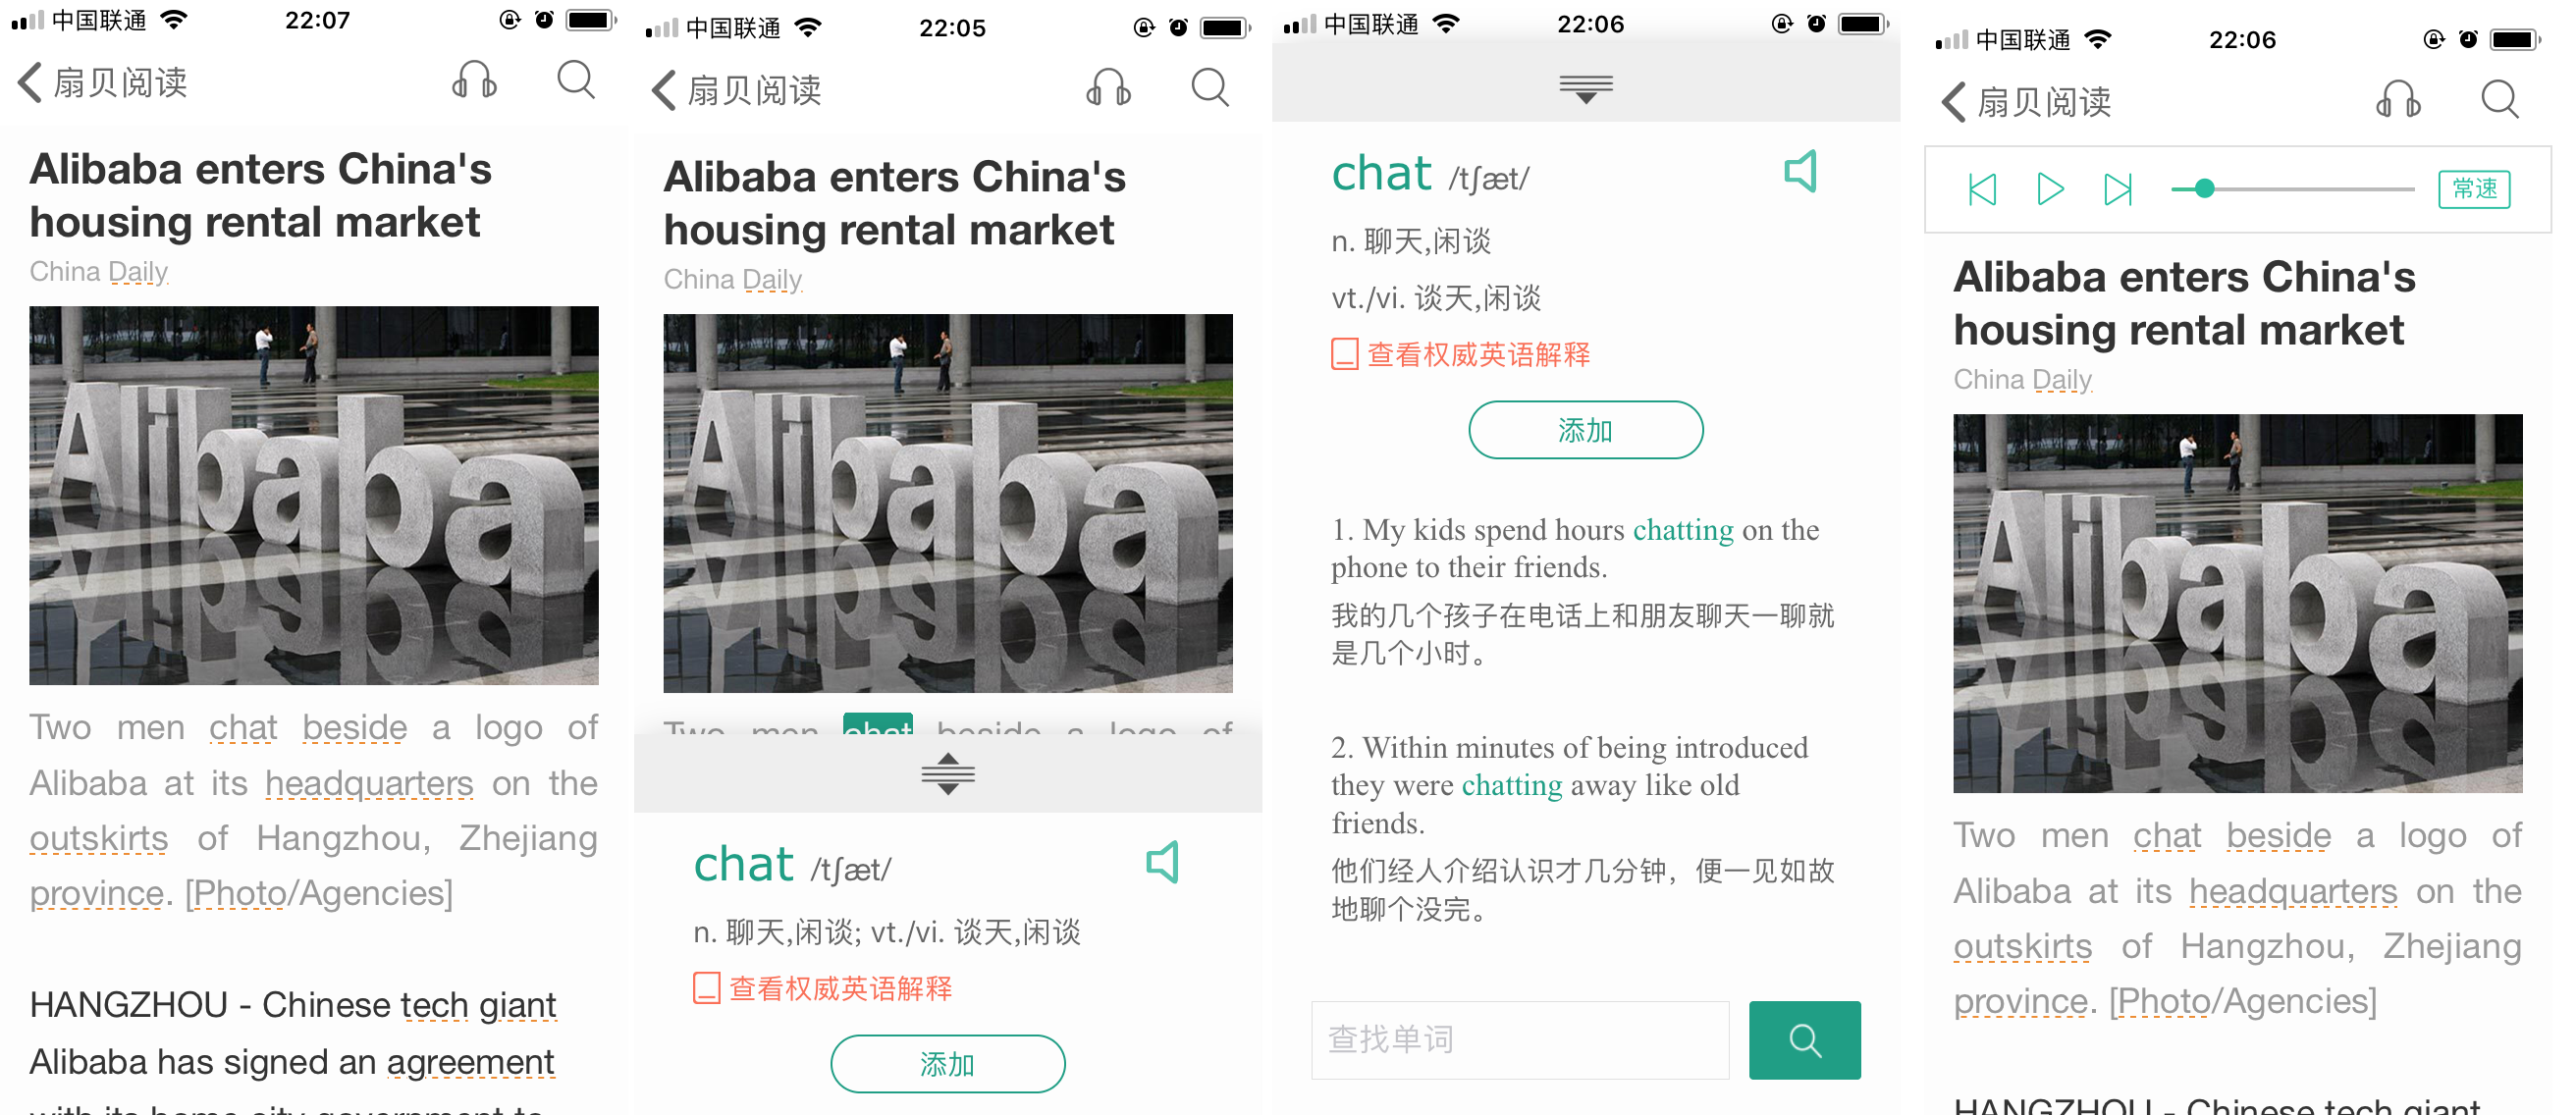 中国联通
22:07
扇贝阅读
Alibaba enters China's
housing rental market
China Daily
Alibaba
Two men chat beside a logo of
Alibaba at its headquarters on the
outskirts of Hangzhou, Zhejiang
province. [Photo/Agencies]
HANGZHOU - Chinese tech giant
Alibaba has signed an agreement
with its home city government to
中国联通
22:05
扇贝阅读
Alibaba enters China's
housing rental market
China Daily
Alibaba
Two men chat beside a logo of
chat /tʃæt/
n. 聊天,闲谈; vt./vi. 谈天,闲谈
查看权威英语解释
添加
中国联通
22:06
chat /tʃæt/
n. 聊天,闲谈
vt./vi. 谈天,闲谈
查看权威英语解释
添加
1. My kids spend hours chatting on the
phone to their friends.
我的几个孩子在电话上和朋友聊天一聊就
是几个小时。
2. Within minutes of being introduced
they were chatting away like old
friends.
他们经人介绍认识才几分钟，便一见如故
地聊个没完。
查找单词
中国联通
22:06
扇贝阅读
常速
Alibaba enters China's
housing rental market
China Daily
Alibaba
Two men chat beside a logo of
Alibaba at its headquarters on the
outskirts of Hangzhou, Zhejiang
province. [Photo/Agencies]
HANGZHOU - Chinese tech giant